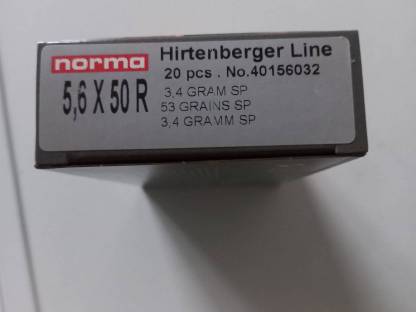 norma
Hirtenberger Line
20 pcs . No.40156032
5,6 X 50 R
3,4 GRAM SP
53 GRAINS SP
3,4 GRAMM SP